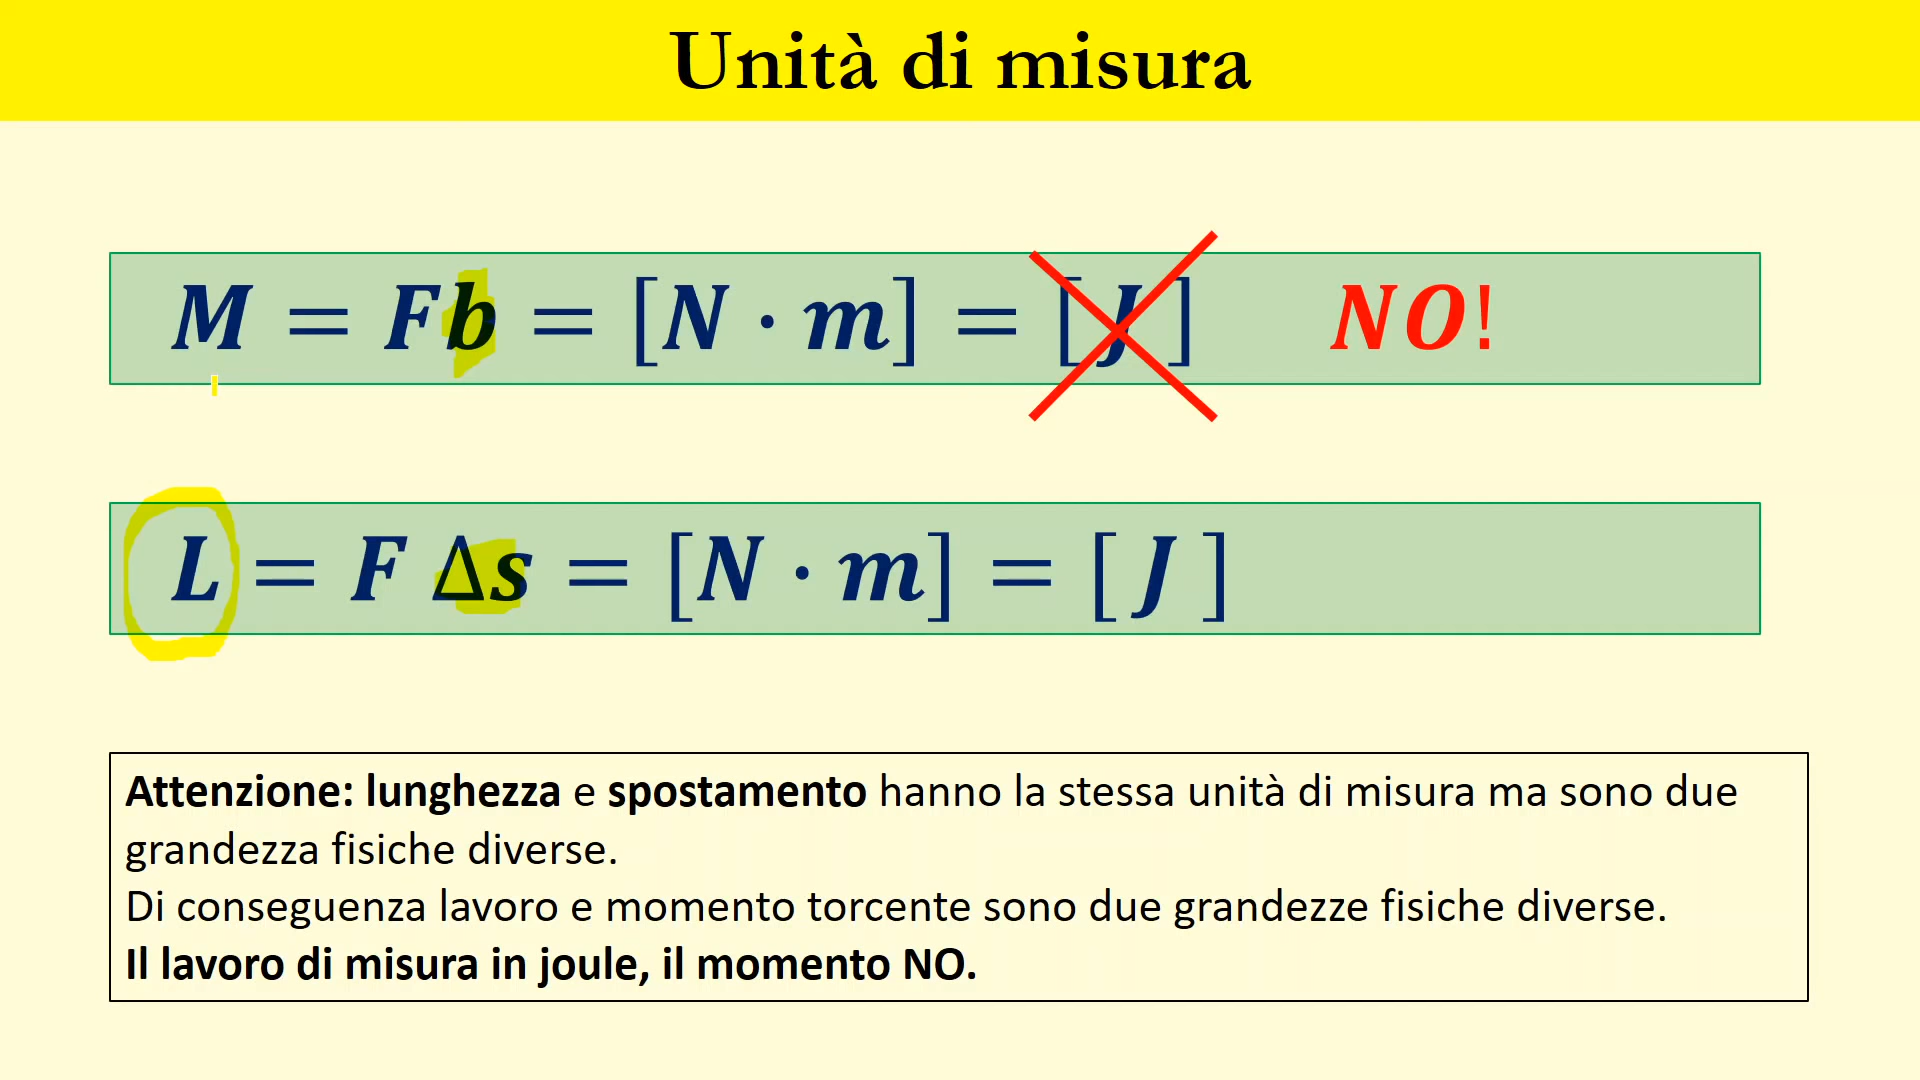 Unità di misura
M = Fb = [N · m] = [J] NO!
L = F Δs = [N · m] = [J]
Attenzione: lunghezza e spostamento hanno la stessa unità di misura ma sono due
grandezza fisiche diverse.
Di conseguenza lavoro e momento torcente sono due grandezze fisiche diverse.
Il lavoro di misura in joule, il momento NO.